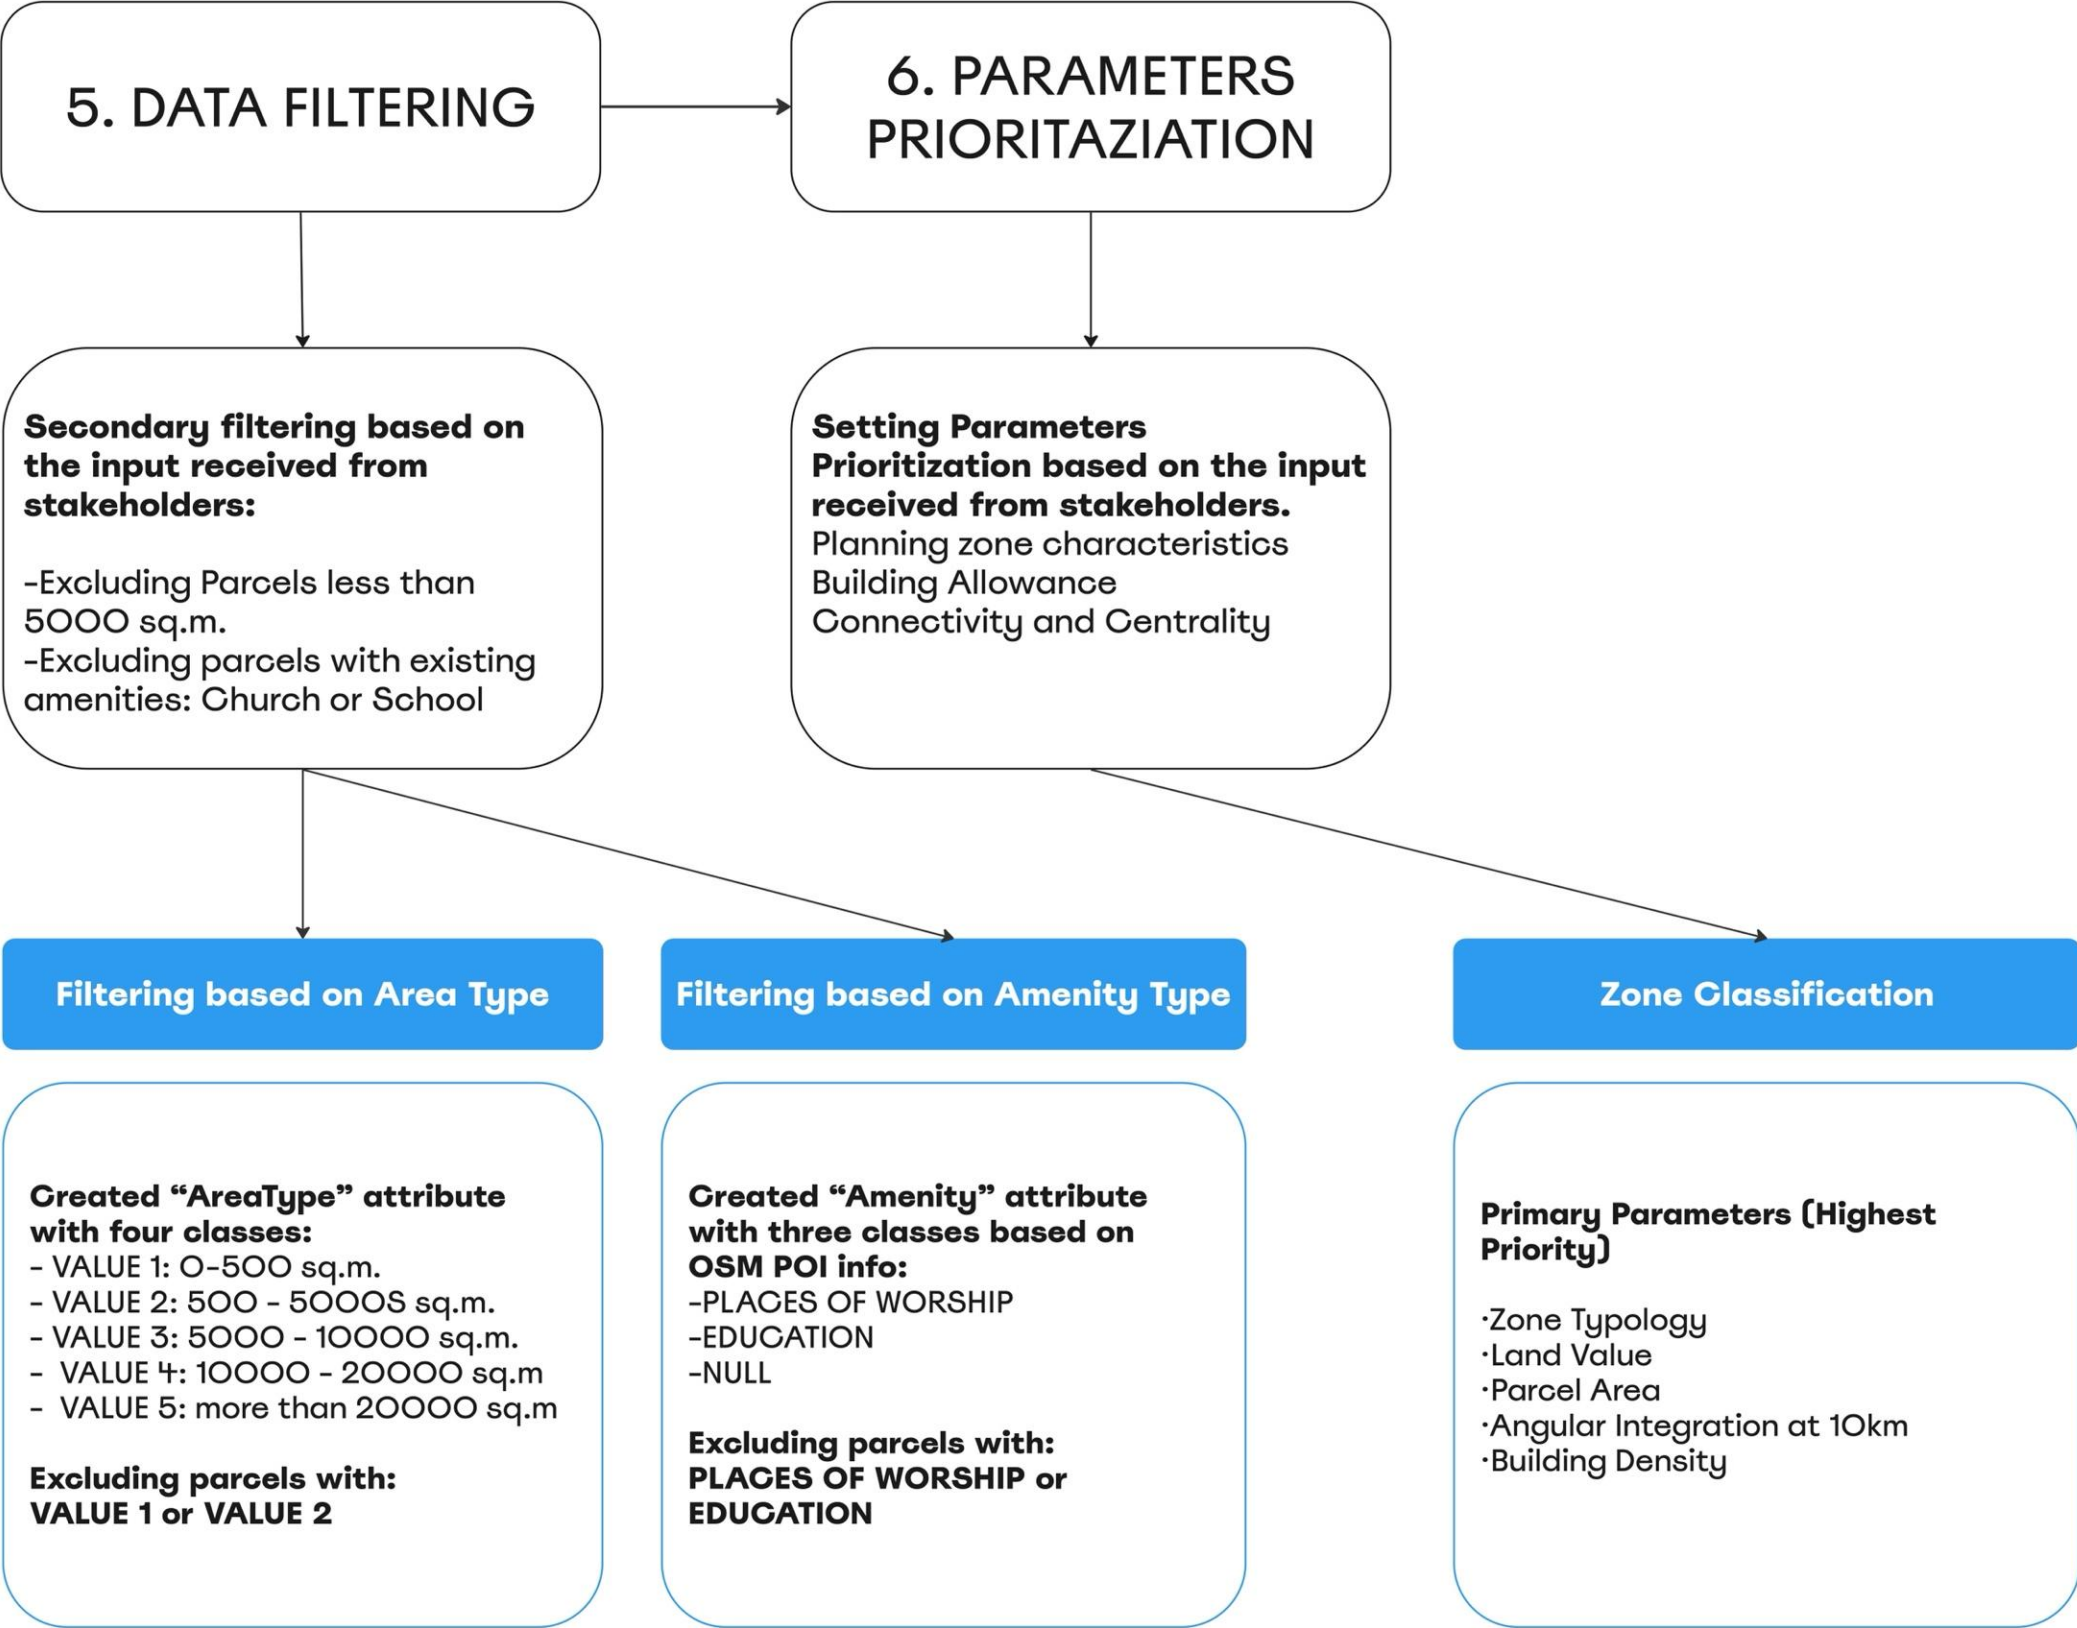 5. DATA FILTERING
6. PARAMETERS
PRIORITAZIATION
Secondary filtering based on
the input received from
stakeholders:
-Excluding Parcels less than
5000 sq.m.
-Excluding parcels with existing
amenities: Church or School
Setting Parameters
Prioritization based on the input
received from stakeholders.
Planning zone characteristics
Building Allowance
Connectivity and Centrality
Filtering based on Area Type
Filtering based on Amenity Type
Zone Classification
Created “AreaType” attribute
with four classes:
- VALUE 1: 0-500 sq.m.
- VALUE 2: 500 - 5000S sq.m.
- VALUE 3: 5000 - 10000 sq.m.
-  VALUE 4: 10000 - 20000 sq.m
-  VALUE 5: more than 20000 sq.m
Excluding parcels with:
VALUE 1 or VALUE 2
Created “Amenity” attribute
with three classes based on
OSM POI info:
-PLACES OF WORSHIP
-EDUCATION
-NULL
Excluding parcels with:
PLACES OF WORSHIP or
EDUCATION
Primary Parameters (Highest
Priority)
·Zone Typology
·Land Value
·Parcel Area
·Angular Integration at 10km
·Building Density